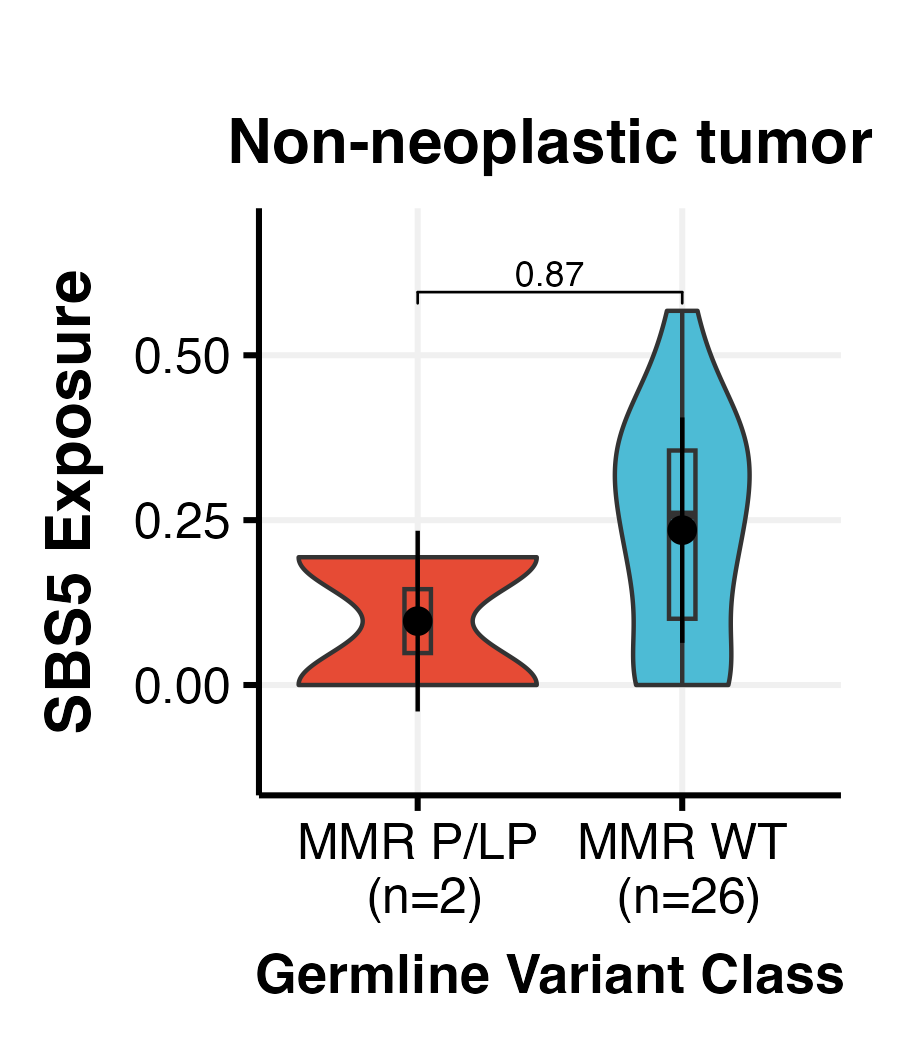 Non-neoplastic tumor
0.87
SBS5 Exposure
0.50
0.25
0.00
MMR P/LP
(n=2)
MMR WT
(n=26)
Germline Variant Class